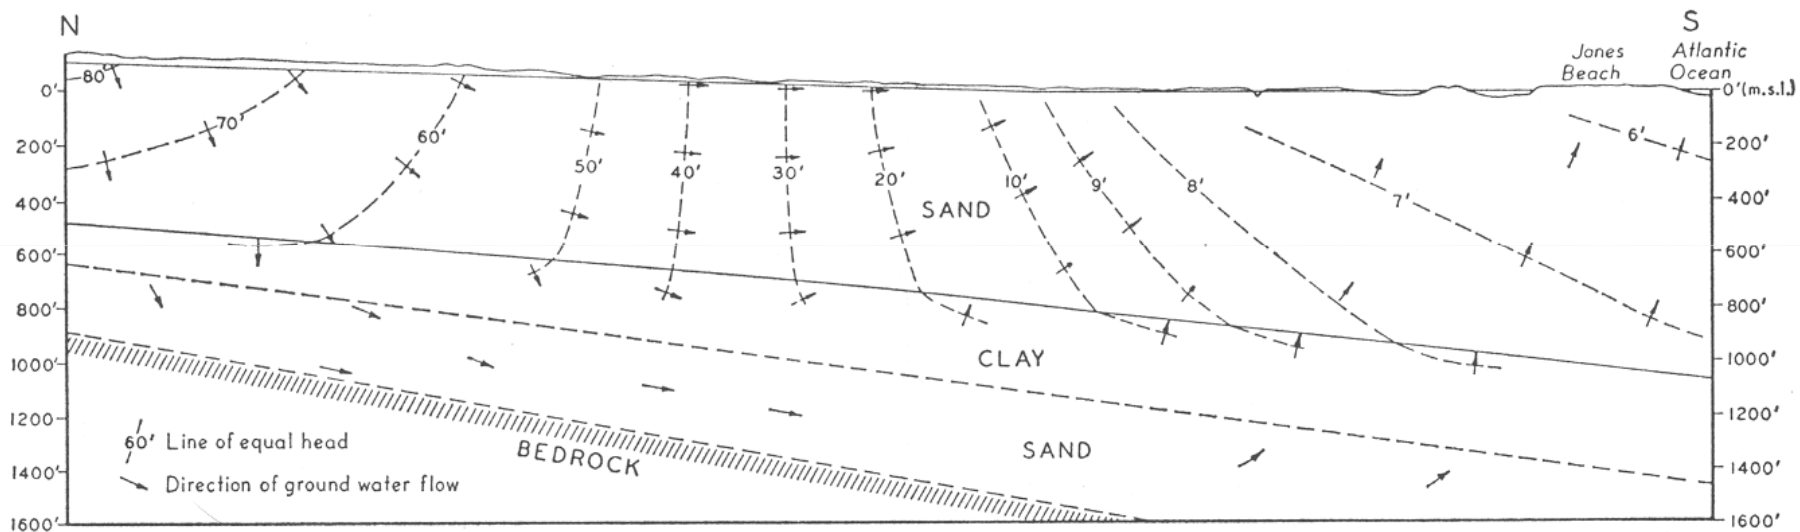 N
S
Jones
Beach
Atlantic
Ocean
80'
0'
0'(m.s.l.)
70'
60'
6'
200'
200'
50'
40'
30'
20'
10'
9'
8'
7'
400'
SAND
400'
600'
600'
800'
800'
CLAY
1000'
1000'
1200'
1200'
60' Line of equal head
BEDROCK
SAND
1400'
1400'
Direction of ground water flow
1600'
1600'